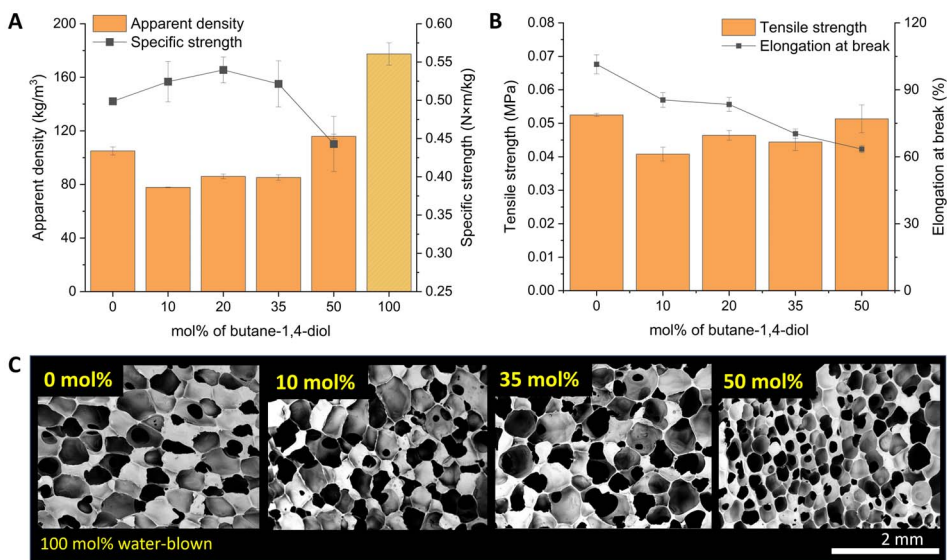 A
Apparent density
Specific strength
200
160
120
80
40
0
Apparent density (kg/m³)
0.60
0.55
0.50
0.45
0.40
0.35
0.30
0.25
Specific strength (N×m/kg)
0 10 20 35 50 100
mol% of butane-1,4-diol
B
Tensile strength
Elongation at break
0.08
0.07
0.06
0.05
0.04
0.03
0.02
0.01
0.00
Tensile strength (MPa)
120
90
60
30
0
Elongation at break (%)
0 10 20 35 50
mol% of butane-1,4-diol
C
0 mol%
10 mol%
35 mol%
50 mol%
100 mol% water-blown
2 mm